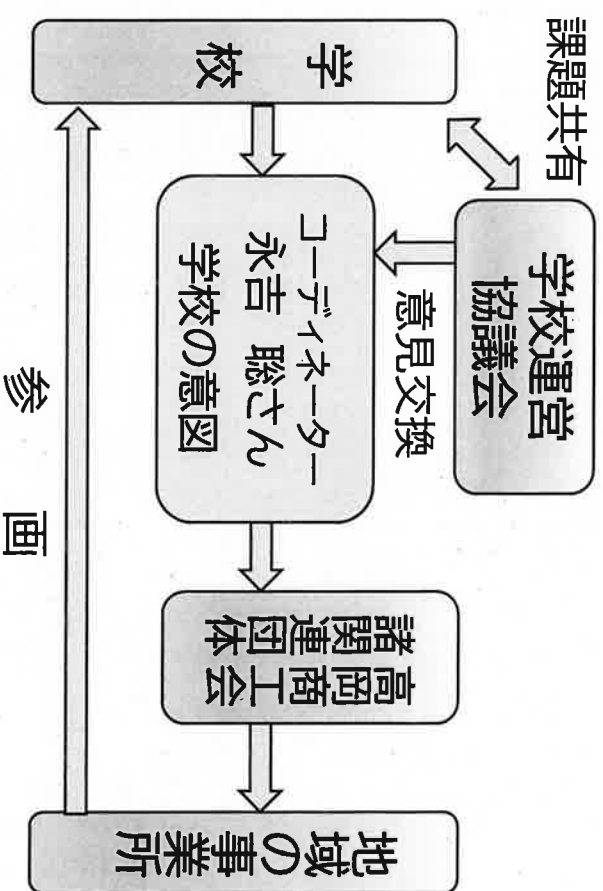 課題共有
学校運営
協議会
意見交換
学校
コーディネーター
永吉 聡さん
学校の意図
高岡商工会
諸関連団体
地域の事業所
参画